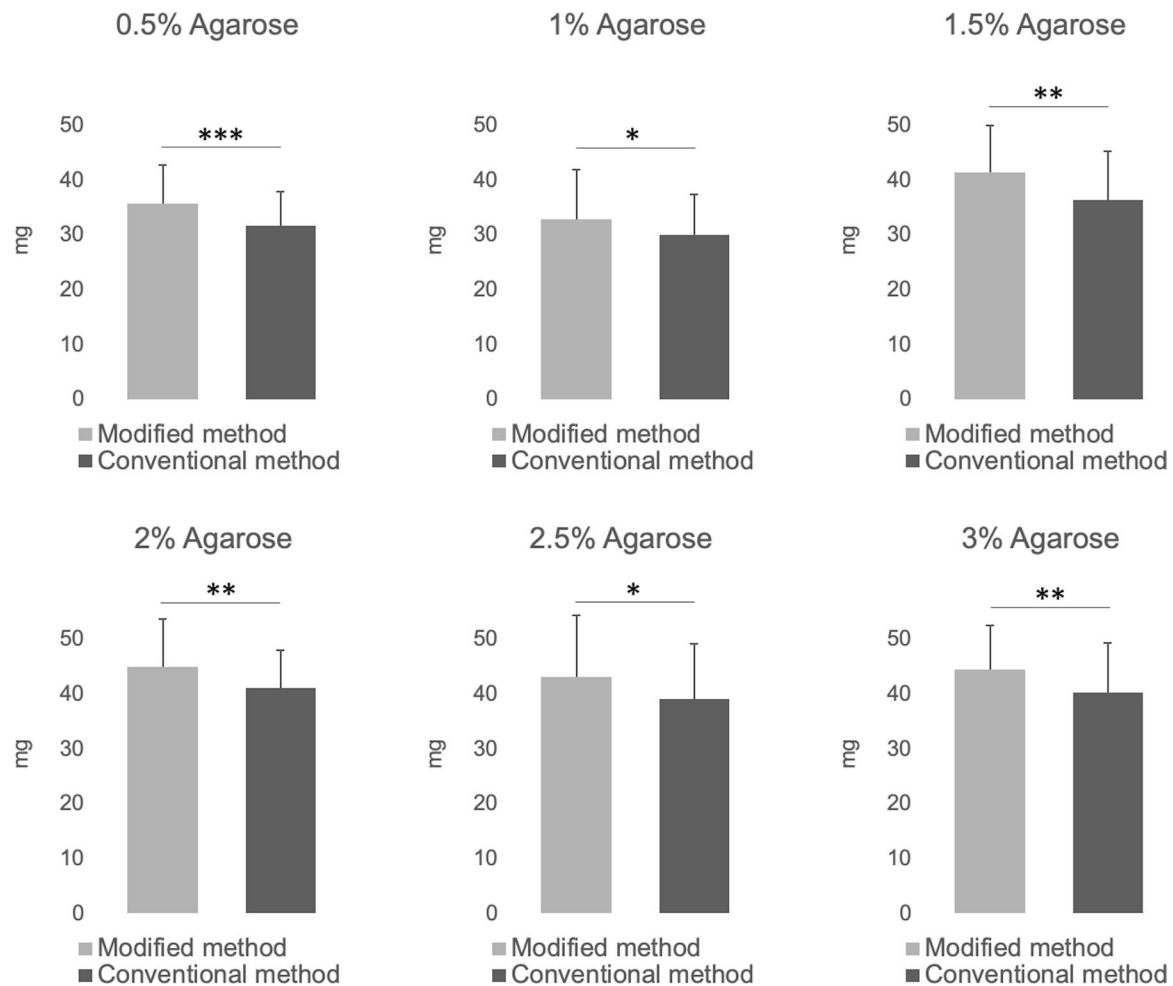 0.5% Agarose
***
50
40
30
20
10
0
mg
Modified method
Conventional method
1% Agarose
*
50
40
30
20
10
0
mg
Modified method
Conventional method
1.5% Agarose
**
50
40
30
20
10
0
mg
Modified method
Conventional method
2% Agarose
**
50
40
30
20
10
0
mg
Modified method
Conventional method
2.5% Agarose
*
50
40
30
20
10
0
mg
Modified method
Conventional method
3% Agarose
**
50
40
30
20
10
0
mg
Modified method
Conventional method